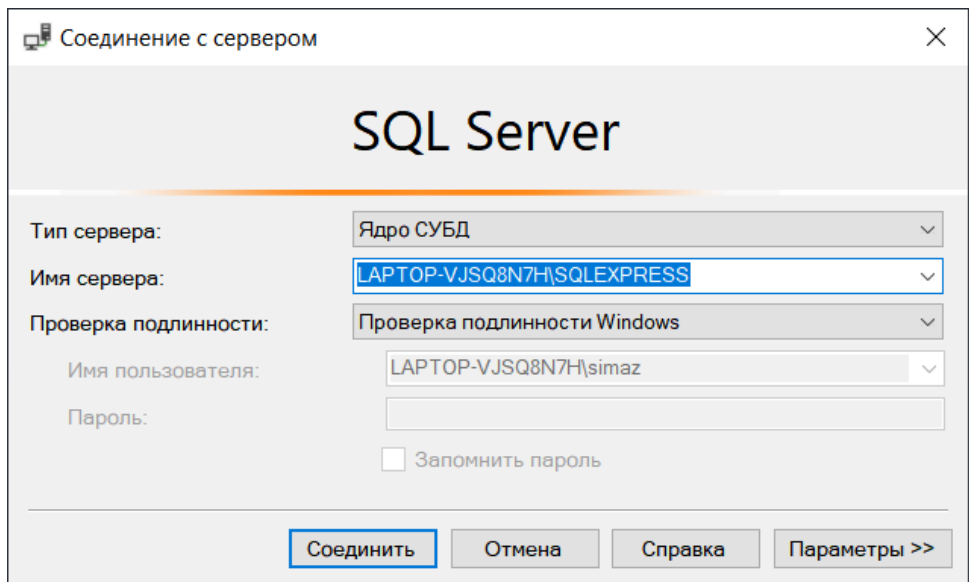 Соединение с сервером
SQL Server
Тип сервера: Ядро СУБД
Имя сервера: LAPTOP-VJSQ8N7H\SQLEXPRESS
Проверка подлинности: Проверка подлинности Windows
Имя пользователя: LAPTOP-VJSQ8N7H\simaz
Пароль:
Запомнить пароль
Соединить Отмена Справка Параметры >>